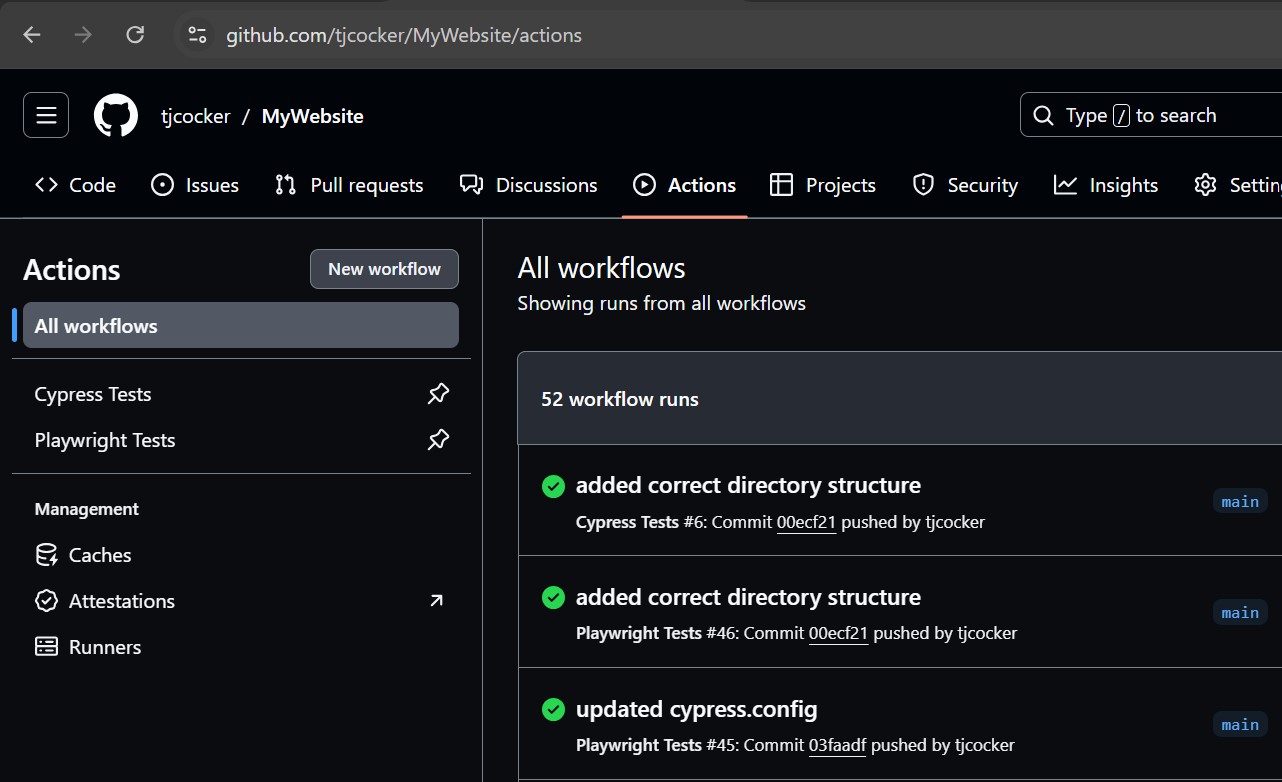 github.com/tjcocker/MyWebsite/actions
tjcocker / MyWebsite
Type / to search
Code Issues Pull requests Discussions Actions Projects Security Insights
Actions
New workflow
All workflows
Cypress Tests
Playwright Tests
Management
Caches
Attestations
Runners
All workflows
Showing runs from all workflows
52 workflow runs
added correct directory structure
main
Cypress Tests #6: Commit 00ecf21 pushed by tjcocker
added correct directory structure
main
Playwright Tests #46: Commit 00ecf21 pushed by tjcocker
updated cypress.config
main
Playwright Tests #45: Commit 03faadf pushed by tjcocker